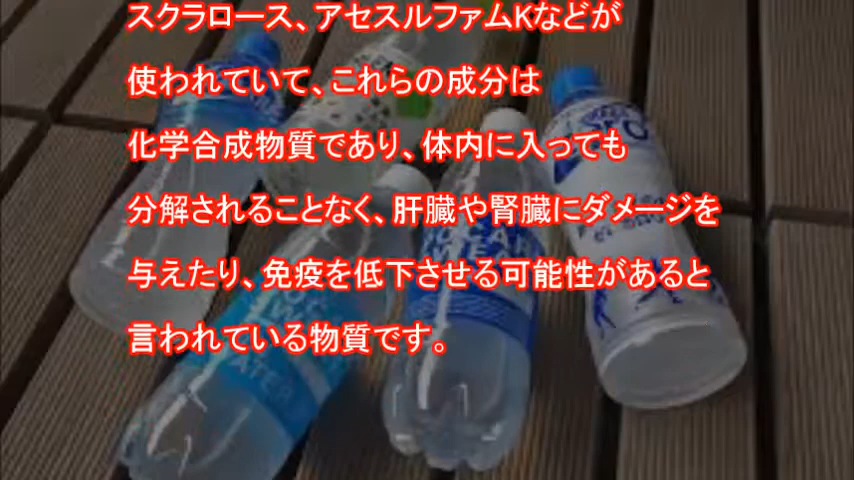 スクラロース、アセスルファムKなどが
使われていて、これらの成分は
化学合成物質であり、体内に入っても
分解されることなく、肝臓や腎臓にダメージを
与えたり、免疫を低下させる可能性があると
言われている物質です。
WATER